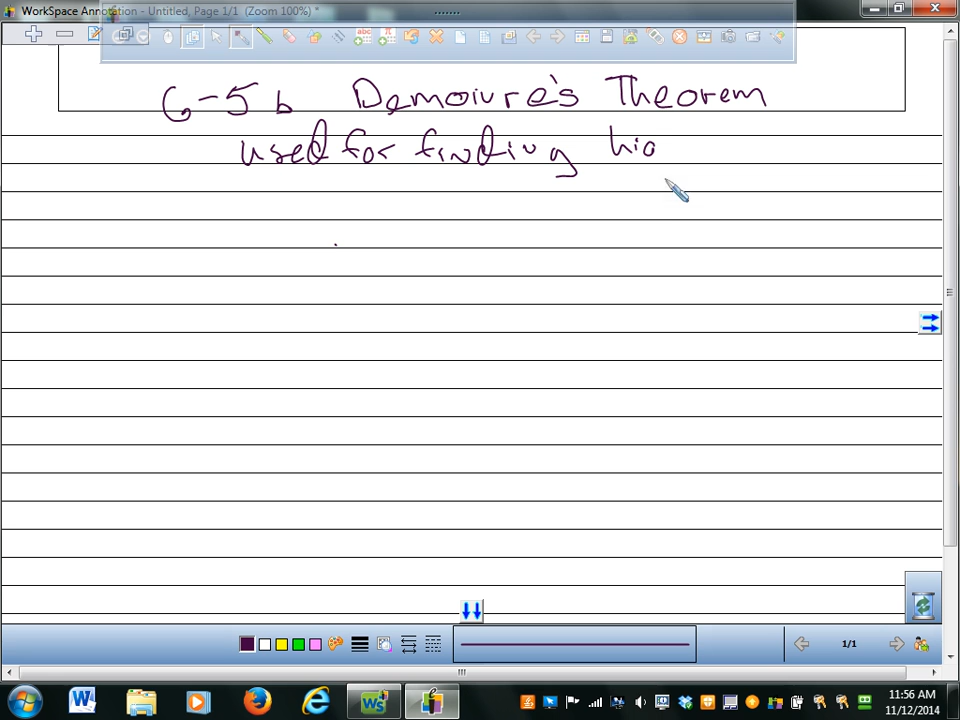 WorkSpace Annotation - Untitled, Page 1/1 (Zoom 100%) *
6-5b Demoivre's Theorem
used for finding hig
1/1
11:56 AM
11/12/2014